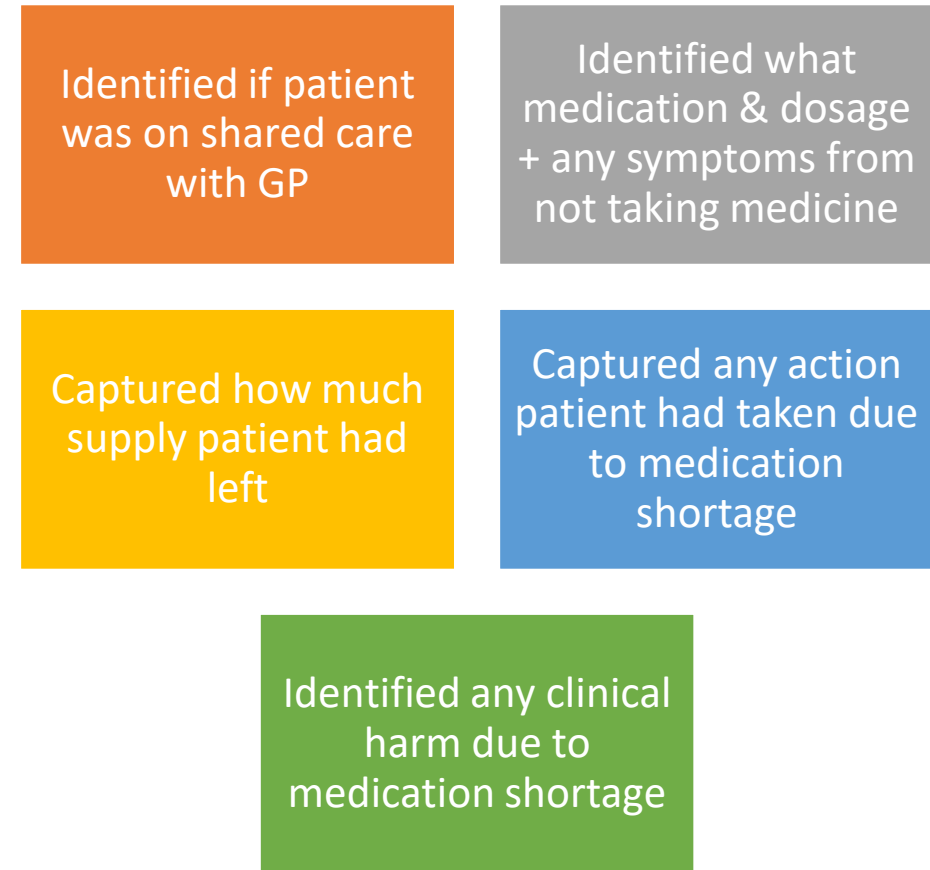 Identified if patient
was on shared care
with GP
Identified what
medication & dosage
+ any symptoms from
not taking medicine
Captured how much
supply patient had
left
Captured any action
patient had taken due
to medication
shortage
Identified any clinical
harm due to
medication shortage